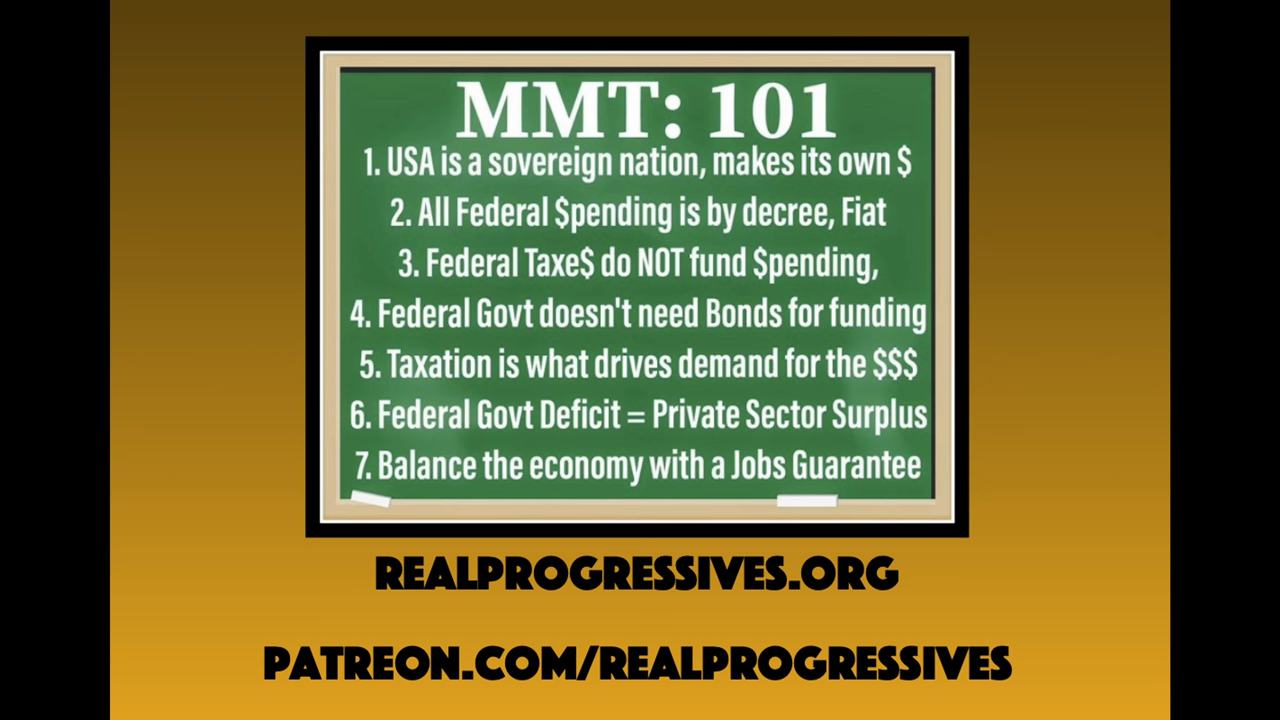 MMT: 101
1. USA is a sovereign nation, makes its own $
2. All Federal $pending is by decree, Fiat
3. Federal Taxe$ do NOT fund $pending,
4. Federal Govt doesn't need Bonds for funding
5. Taxation is what drives demand for the $$$
6. Federal Govt Deficit = Private Sector Surplus
7. Balance the economy with a Jobs Guarantee
REALPROGRESSIVES.ORG
PATREON.COM/REALPROGRESSIVES